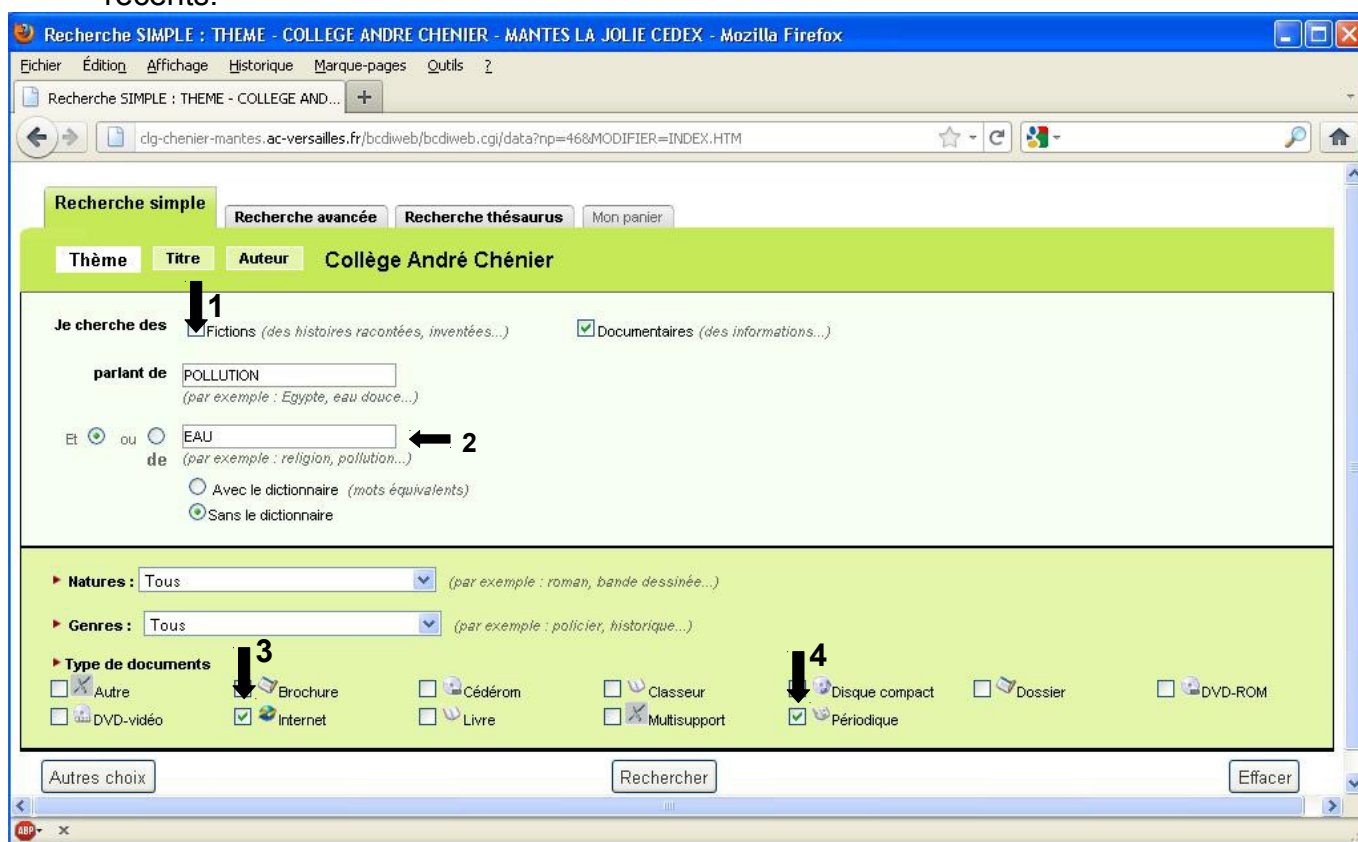 récents.
Recherche SIMPLE : THEME - COLLEGE ANDRE CHENIER - MANTES LA JOLIE CEDEX - Mozilla Firefox
Eichier Édition Affichage Historique Marque-pages Outils ?
Recherche SIMPLE : THEME - COLLEGE AND... +
clg-chenier-mantes.ac-versailles.fr/bcdiweb/bcdiweb.cgi/data?np=46&MODIFIER=INDEX.HTM
Recherche simple Recherche avancée Recherche thésaurus Mon panier
Thème Titre Auteur Collège André Chénier
1
Je cherche des Fictions (des histoires racontées, inventées...) Documentaires (des informations...)
parlant de POLLUTION
(par exemple : Egypte, eau douce...)
Et ou EAU 2
de (par exemple : religion, pollution...)
Avec le dictionnaire (mots équivalents)
Sans le dictionnaire
Natures : Tous (par exemple : roman, bande dessinée...)
Genres : Tous (par exemple : policier, historique...)
3 4
Type de documents
Autre Brochure Cédérom Classeur Disque compact Dossier DVD-ROM
DVD-vidéo Internet Livre Multisupport Périodique
Autres choix Rechercher Effacer
ABP x